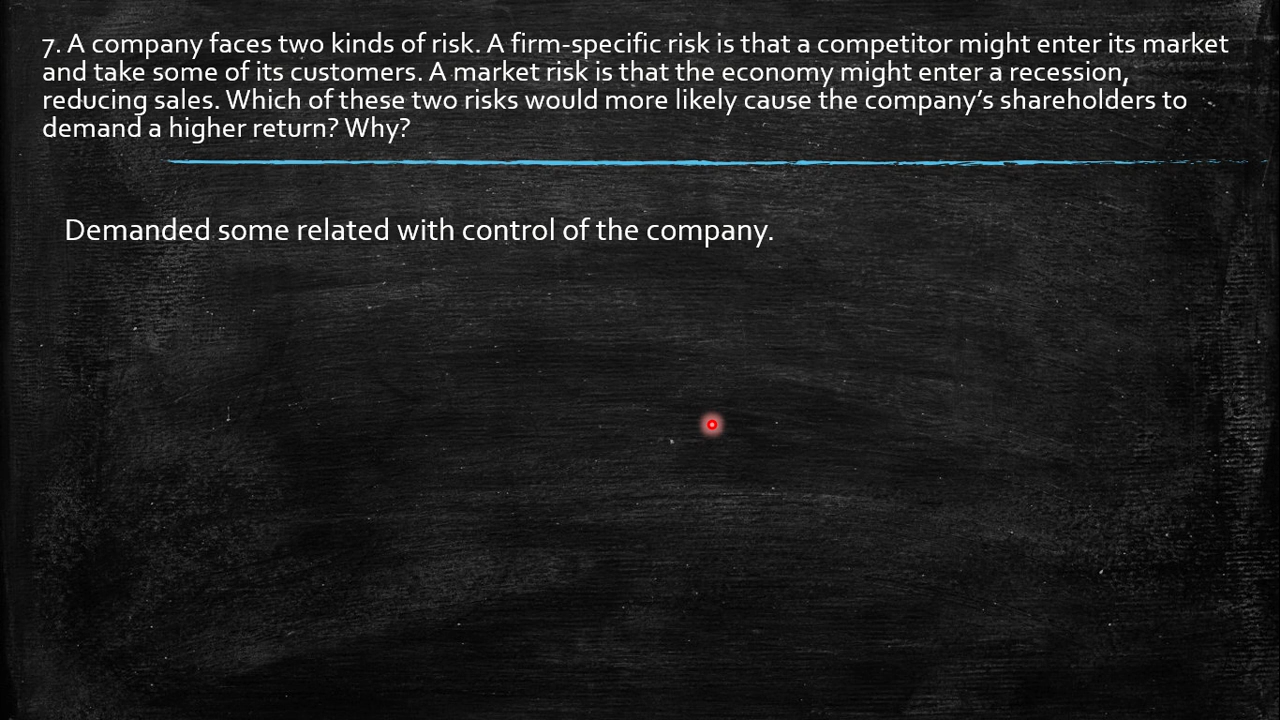 7. A company faces two kinds of risk. A firm-specific risk is that a competitor might enter its market
and take some of its customers. A market risk is that the economy might enter a recession,
reducing sales. Which of these two risks would more likely cause the company’s shareholders to
demand a higher return? Why?
Demanded some related with control of the company.